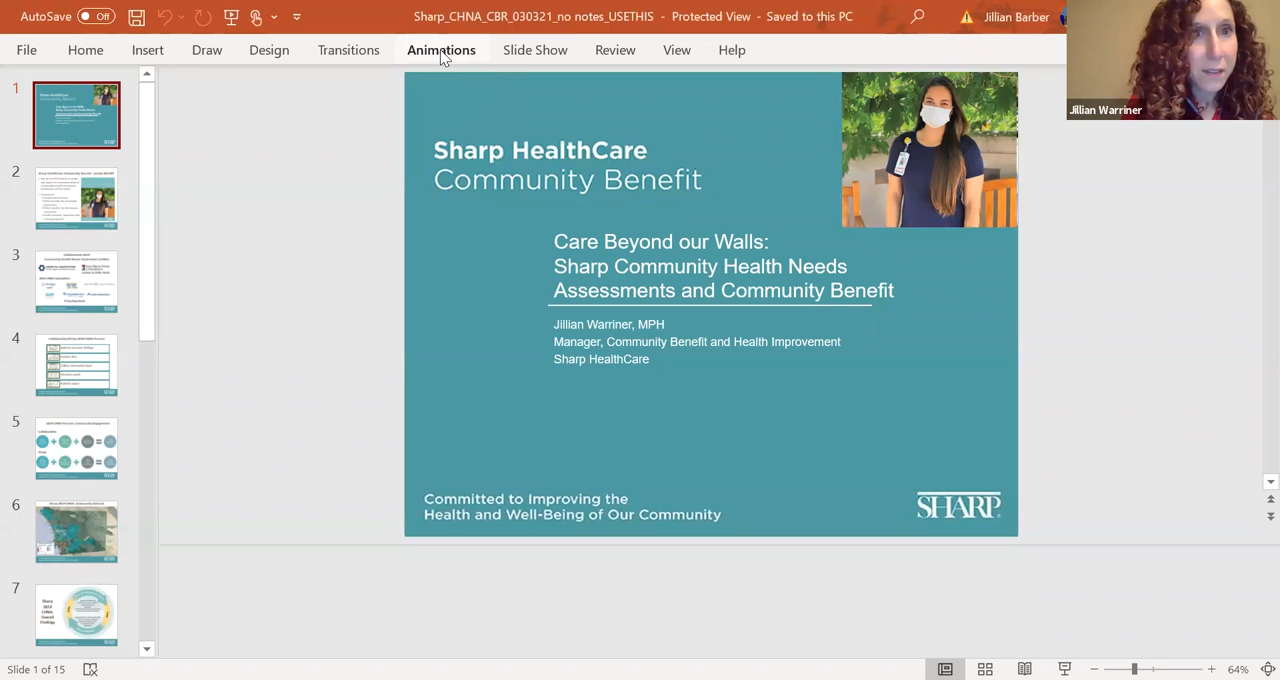 AutoSave
Off
Sharp_CHNA_CBR_030321_no notes_USETHIS - Protected View - Saved to this PC
Jillian Barber
File
Home
Insert
Draw
Design
Transitions
Animations
Slide Show
Review
View
Help
Jillian Warriner
1
2
3
4
5
6
7
Sharp HealthCare
Community Benefit
Care Beyond our Walls:
Sharp Community Health Needs
Assessments and Community Benefit
Jillian Warriner, MPH
Manager, Community Benefit and Health Improvement
Sharp HealthCare
Committed to Improving the
Health and Well-Being of Our Community
SHARP
Slide 1 of 15
64%